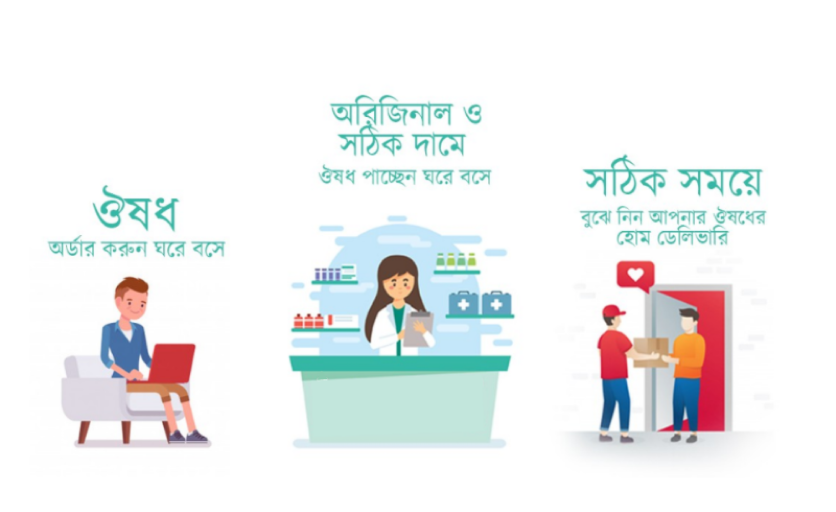 ঔষধ
অর্ডার করুন ঘরে বসে
অরিজিনাল ও
সঠিক দামে
ঔষধ পাচ্ছেন ঘরে বসে
সঠিক সময়ে
বুঝে নিন আপনার ঔষধের
হোম ডেলিভারি